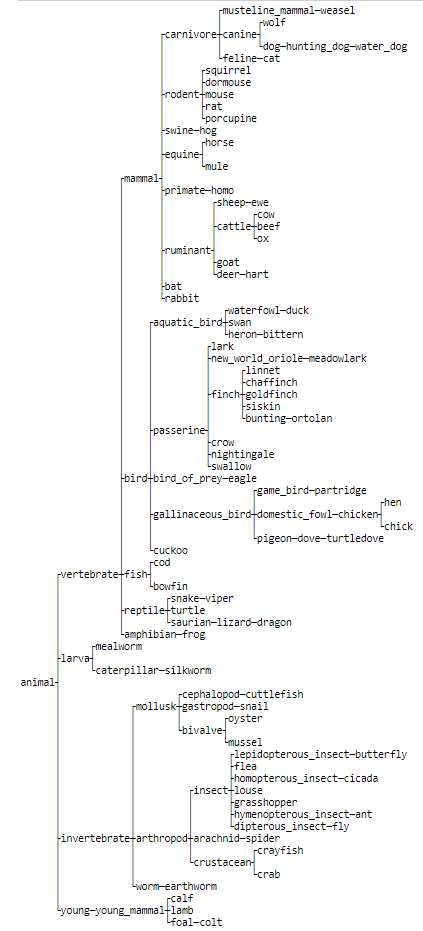 musteline_mammal-weasel
wolf
carnivore canine
dog-hunting_dog-water_dog
feline-cat
squirrel
dormouse
rodent mouse
rat
porcupine
swine-hog
horse
equine
mule
mammal
primate-homo
sheep-ewe
cow
cattle beef
ox
ruminant
goat
deer-hart
bat
rabbit
waterfowl-duck
aquatic_bird swan
heron-bittern
lark
new_world_oriole-meadowlark
linnet
chaffinch
finch goldfinch
siskin
bunting-ortolan
passerine
crow
nightingale
swallow
bird bird_of_prey-eagle
game_bird-partridge
hen
gallinaceous_bird domestic_fowl-chicken
chick
pigeon-dove-turtledove
cuckoo
cod
vertebrate fish
bowfin
snake-viper
reptile turtle
saurian-lizard-dragon
amphibian-frog
mealworm
larva
caterpillar-silkworm
animal
cephalopod-cuttlefish
mollusk gastropod-snail
oyster
bivalve
mussel
lepidopterous_insect-butterfly
flea
homopterous_insect-cicada
insect louse
grasshopper
hymenopterous_insect-ant
dipterous_insect-fly
invertebrate arthropod arachnid-spider
crayfish
crustacean
crab
worm-earthworm
calf
young-young_mammal lamb
foal-colt